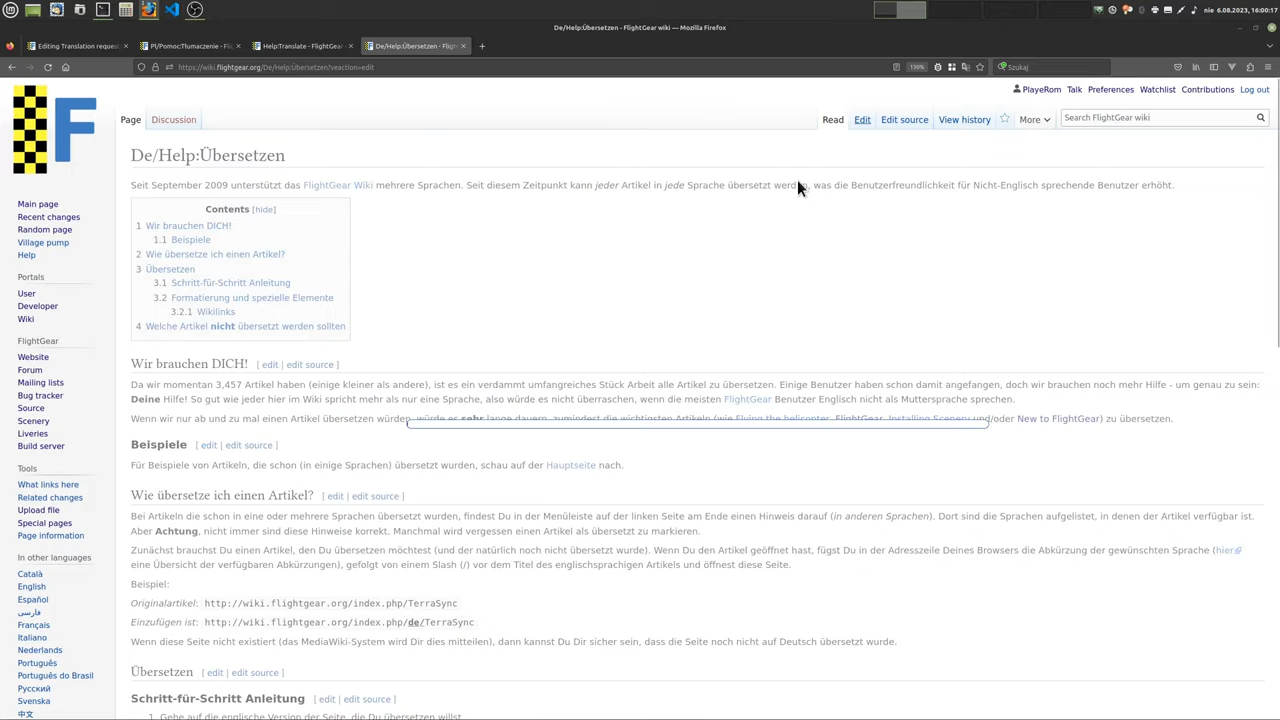 nie 6.08.2023, 16:00:17
De/Help:Übersetzen - FlightGear wiki — Mozilla Firefox
Editing Translation reques
Pl/Pomoc:Tłumaczenie - Fli
Help:Translate - FlightGear
De/Help:Übersetzen - Fligh
https://wiki.flightgear.org/De/Help:Übersetzen?veaction=edit
130%
Szukaj
PlayeRom Talk Preferences Watchlist Contributions Log out
Page Discussion Read Edit Edit source View history More Search FlightGear wiki
De/Help:Übersetzen
Seit September 2009 unterstützt das FlightGear Wiki mehrere Sprachen. Seit diesem Zeitpunkt kann jeder Artikel in jede Sprache übersetzt werden, was die Benutzerfreundlichkeit für Nicht-Englisch sprechende Benutzer erhöht.
Contents [hide]
1 Wir brauchen DICH!
1.1 Beispiele
2 Wie übersetze ich einen Artikel?
3 Übersetzen
3.1 Schritt-für-Schritt Anleitung
3.2 Formatierung und spezielle Elemente
3.2.1 Wikilinks
4 Welche Artikel nicht übersetzt werden sollten
Wir brauchen DICH! [ edit | edit source ]
Da wir momentan 3,457 Artikel haben (einige kleiner als andere), ist es ein verdammt umfangreiches Stück Arbeit alle Artikel zu übersetzen. Einige Benutzer haben schon damit angefangen, doch wir brauchen noch mehr Hilfe - um genau zu sein:
Deine Hilfe! So gut wie jeder hier im Wiki spricht mehr als nur eine Sprache, also würde es nicht überraschen, wenn die meisten FlightGear Benutzer Englisch nicht als Muttersprache sprechen.
Wenn wir nur ab und zu mal einen Artikel übersetzen würden, würde es sehr lange dauern, zumindest die wichtigsten Artikeln (wie Flying the helicopter, FlightGear, Installing Scenery und/oder New to FlightGear) zu übersetzen.
Beispiele [ edit | edit source ]
Für Beispiele von Artikeln, die schon (in einige Sprachen) übersetzt wurden, schau auf der Hauptseite nach.
Wie übersetze ich einen Artikel? [ edit | edit source ]
Bei Artikeln die schon in eine oder mehrere Sprachen übersetzt wurden, findest Du in der Menüleiste auf der linken Seite am Ende einen Hinweis darauf (in anderen Sprachen). Dort sind die Sprachen aufgelistet, in denen der Artikel verfügbar ist.
Aber Achtung, nicht immer sind diese Hinweise korrekt. Manchmal wird vergessen einen Artikel als übersetzt zu markieren.
Zunächst brauchst Du einen Artikel, den Du übersetzen möchtest (und der natürlich noch nicht übersetzt wurde). Wenn Du den Artikel geöffnet hast, fügst Du in der Adresszeile Deines Browsers die Abkürzung der gewünschten Sprache (hier
eine Übersicht der verfügbaren Abkürzungen), gefolgt von einem Slash (/) vor dem Titel des englischsprachigen Artikels und öffnest diese Seite.
Beispiel:
Originalartikel: http://wiki.flightgear.org/index.php/TerraSync
Einzufügen ist: http://wiki.flightgear.org/index.php/de/TerraSync
Wenn diese Seite nicht existiert (das MediaWiki-System wird Dir dies mitteilen), dann kannst Du Dir sicher sein, dass die Seite noch nicht auf Deutsch übersetzt wurde.
Übersetzen [ edit | edit source ]
Schritt-für-Schritt Anleitung [ edit | edit source ]
1. Gehe auf die englische Version der Seite, die Du übersetzen willst.
Main page
Recent changes
Random page
Village pump
Help
Portals
User
Developer
Wiki
FlightGear
Website
Forum
Mailing lists
Bug tracker
Source
Scenery
Liveries
Build server
Tools
What links here
Related changes
Upload file
Special pages
Page information
In other languages
Català
English
Español
فارسی
Français
Italiano
Nederlands
Português
Português do Brasil
Русский
Svenska
中文